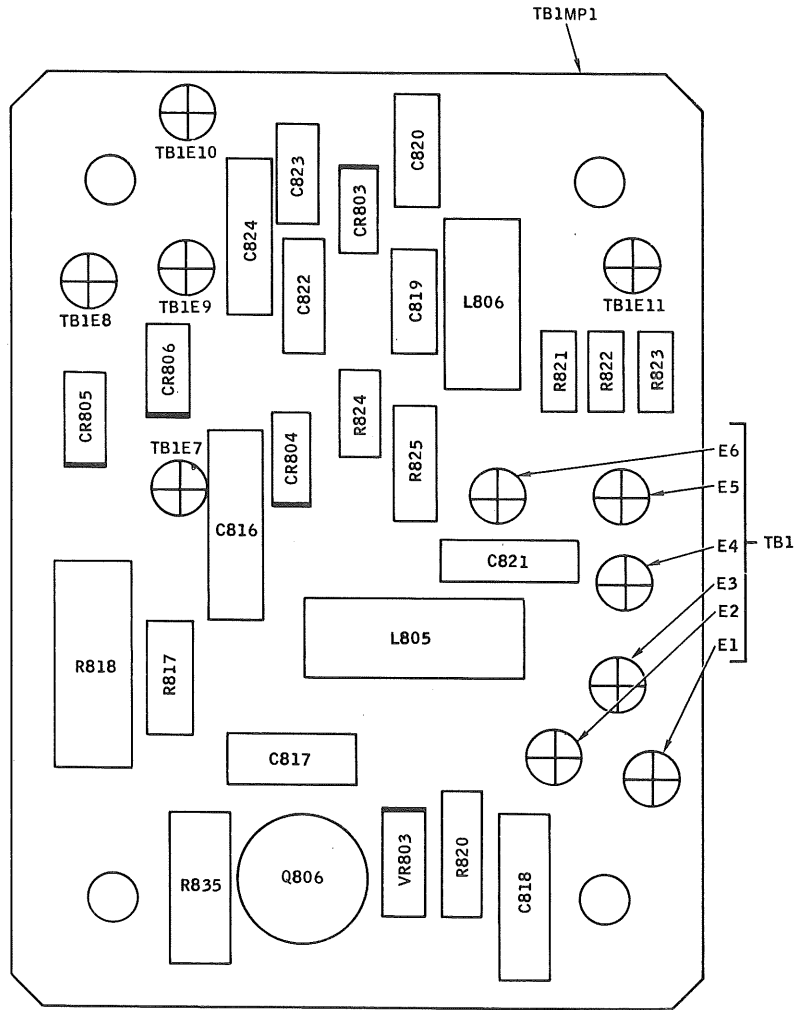 TB1MP1
TB1E10
C823
C820
CR803
C824
C822
C819
L806
TB1E8
TB1E9
TB1E11
CR806
CR805
R821
R822
R823
R824
R825
CR804
TB1E7
C816
E6
E5
E4
TB1
E3
E2
E1
C821
L805
R818
R817
C817
R835
Q806
VR803
R820
C818